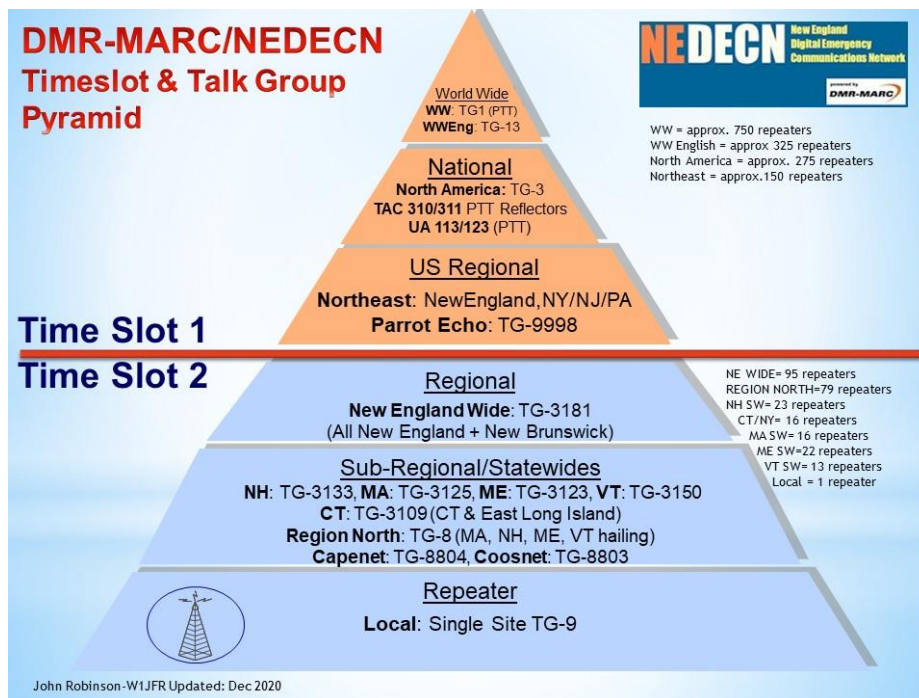 DMR-MARC/NEDECN
Timeslot & Talk Group
Pyramid
NEDECN
New England
Digital Emergency
Communications Network
powered by
DMR-MARC
WW = approx. 750 repeaters
WW English = approx 325 repeaters
North America = approx. 275 repeaters
Northeast = approx.150 repeaters
World Wide
WW: TG1 (PTT)
WWEng: TG-13
National
North America: TG-3
TAC 310/311 PTT Reflectors
UA 113/123 (PTT)
US Regional
Northeast: NewEngland,NY/NJ/PA
Parrot Echo: TG-9998
Time Slot 1
Time Slot 2
Regional
New England Wide: TG-3181
(All New England + New Brunswick)
NE WIDE= 95 repeaters
REGION NORTH=79 repeaters
NH SW= 23 repeaters
CT/NY= 16 repeaters
MA SW= 16 repeaters
ME SW=22 repeaters
VT SW= 13 repeaters
Local = 1 repeater
Sub-Regional/Statewides
NH: TG-3133, MA: TG-3125, ME: TG-3123, VT: TG-3150
CT: TG-3109 (CT & East Long Island)
Region North: TG-8 (MA, NH, ME, VT hailing)
Capenet: TG-8804, Coosnet: TG-8803
Repeater
Local: Single Site TG-9
John Robinson-W1JFR Updated: Dec 2020